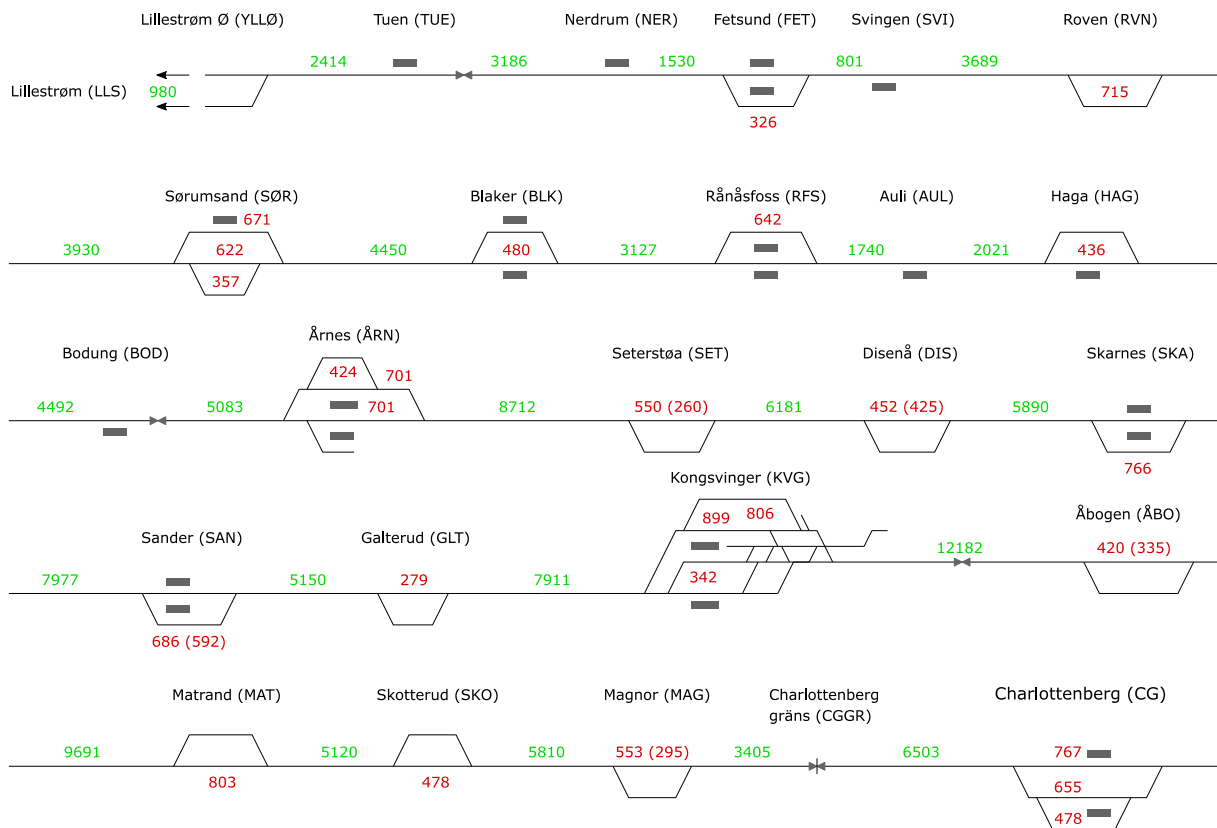 Lillestrøm Ø (YLLØ) Tuen (TUE) Nerdrum (NER) Fetsund (FET) Svingen (SVI) Roven (RVN)
2414 3186 1530 801 3689
Lillestrøm (LLS) 980 715
326
Sørumsand (SØR) Blaker (BLK) Rånåsfoss (RFS) Auli (AUL) Haga (HAG)
671 642
3930 622 4450 480 3127 1740 2021 436
357
Årnes (ÅRN)
Bodung (BOD) Seterstøa (SET) Disenå (DIS) Skarnes (SKA)
424 701
4492 5083 701 8712 550 (260) 6181 452 (425) 5890
766
Kongsvinger (KVG)
899 806 Åbogen (ÅBO)
Sander (SAN) Galterud (GLT)
12182 420 (335)
7977 5150 279 7911 342
686 (592)
Matrand (MAT) Skotterud (SKO) Magnor (MAG) Charlottenberg Charlottenberg (CG)
gräns (CGGR)
9691 5120 5810 553 (295) 3405 6503 767
803 478 655
478